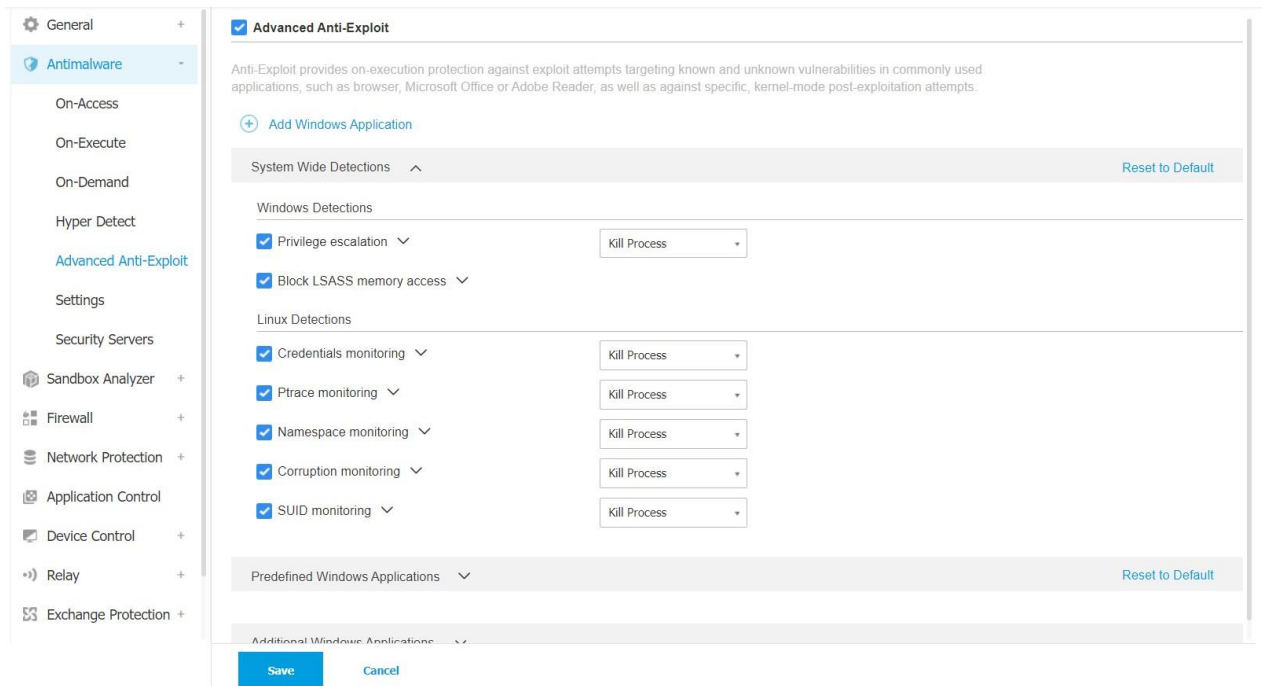 General +
Antimalware -
On-Access
On-Execute
On-Demand
Hyper Detect
Advanced Anti-Exploit
Settings
Security Servers
Sandbox Analyzer +
Firewall +
Network Protection +
Application Control
Device Control +
Relay +
Exchange Protection +
Advanced Anti-Exploit
Anti-Exploit provides on-execution protection against exploit attempts targeting known and unknown vulnerabilities in commonly used
applications, such as browser, Microsoft Office or Adobe Reader, as well as against specific, kernel-mode post-exploitation attempts.
Add Windows Application
System Wide Detections Reset to Default
Windows Detections
Privilege escalation Kill Process
Block LSASS memory access
Linux Detections
Credentials monitoring Kill Process
Ptrace monitoring Kill Process
Namespace monitoring Kill Process
Corruption monitoring Kill Process
SUID monitoring Kill Process
Predefined Windows Applications Reset to Default
Additional Windows Applications
Save Cancel